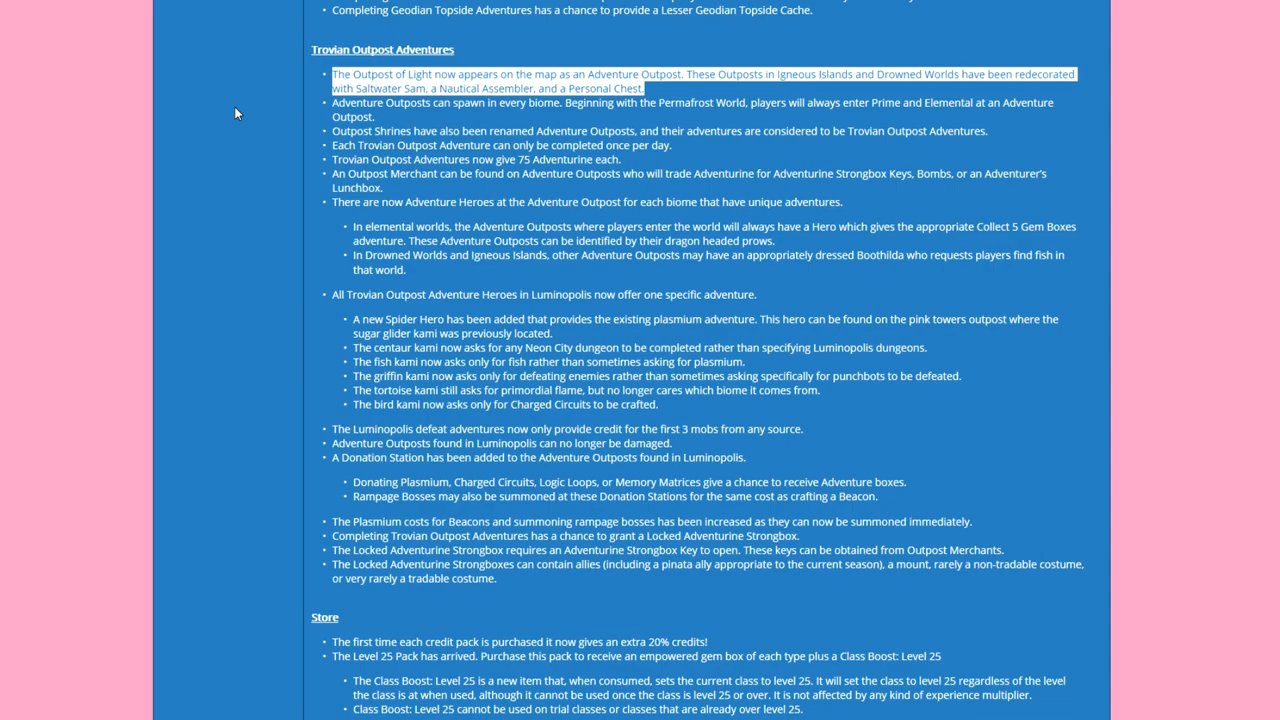 • Completing Geodian Topside Adventures has a chance to provide a Lesser Geodian Topside Cache.
Trovian Outpost Adventures
• The Outpost of Light now appears on the map as an Adventure Outpost. These Outposts in Igneous Islands and Drowned Worlds have been redecorated
with Saltwater Sam, a Nautical Assembler, and a Personal Chest.
• Adventure Outposts can spawn in every biome. Beginning with the Permafrost World, players will always enter Prime and Elemental at an Adventure
Outpost.
• Outpost Shrines have also been renamed Adventure Outposts, and their adventures are considered to be Trovian Outpost Adventures.
• Each Trovian Outpost Adventure can only be completed once per day.
• Trovian Outpost Adventures now give 75 Adventurine each.
• An Outpost Merchant can be found on Adventure Outposts who will trade Adventurine for Adventurine Strongbox Keys, Bombs, or an Adventurer's
Lunchbox.
• There are now Adventure Heroes at the Adventure Outpost for each biome that have unique adventures.
• In elemental worlds, the Adventure Outposts where players enter the world will always have a Hero which gives the appropriate Collect 5 Gem Boxes
adventure. These Adventure Outposts can be identified by their dragon headed prows.
• In Drowned Worlds and Igneous Islands, other Adventure Outposts may have an appropriately dressed Boothilda who requests players find fish in
that world.
• All Trovian Outpost Adventure Heroes in Luminopolis now offer one specific adventure.
• A new Spider Hero has been added that provides the existing plasmium adventure. This hero can be found on the pink towers outpost where the
sugar glider kami was previously located.
• The centaur kami now asks for any Neon City dungeon to be completed rather than specifying Luminopolis dungeons.
• The fish kami now asks only for fish rather than sometimes asking for plasmium.
• The griffin kami now asks only for defeating enemies rather than sometimes asking specifically for punchbots to be defeated.
• The tortoise kami still asks for primordial flame, but no longer cares which biome it comes from.
• The bird kami now asks only for Charged Circuits to be crafted.
• The Luminopolis defeat adventures now only provide credit for the first 3 mobs from any source.
• Adventure Outposts found in Luminopolis can no longer be damaged.
• A Donation Station has been added to the Adventure Outposts found in Luminopolis.
• Donating Plasmium, Charged Circuits, Logic Loops, or Memory Matrices give a chance to receive Adventure boxes.
• Rampage Bosses may also be summoned at these Donation Stations for the same cost as crafting a Beacon.
• The Plasmium costs for Beacons and summoning rampage bosses has been increased as they can now be summoned immediately.
• Completing Trovian Outpost Adventures has a chance to grant a Locked Adventurine Strongbox.
• The Locked Adventurine Strongbox requires an Adventurine Strongbox Key to open. These keys can be obtained from Outpost Merchants.
• The Locked Adventurine Strongboxes can contain allies (including a pinata ally appropriate to the current season), a mount, rarely a non-tradable costume,
or very rarely a tradable costume.
Store
• The first time each credit pack is purchased it now gives an extra 20% credits!
• The Level 25 Pack has arrived. Purchase this pack to receive an empowered gem box of each type plus a Class Boost: Level 25
• The Class Boost: Level 25 is a new item that, when consumed, sets the current class to level 25. It will set the class to level 25 regardless of the level
the class is at when used, although it cannot be used once the class is level 25 or over. It is not affected by any kind of experience multiplier.
• Class Boost: Level 25 cannot be used on trial classes or classes that are already over level 25.